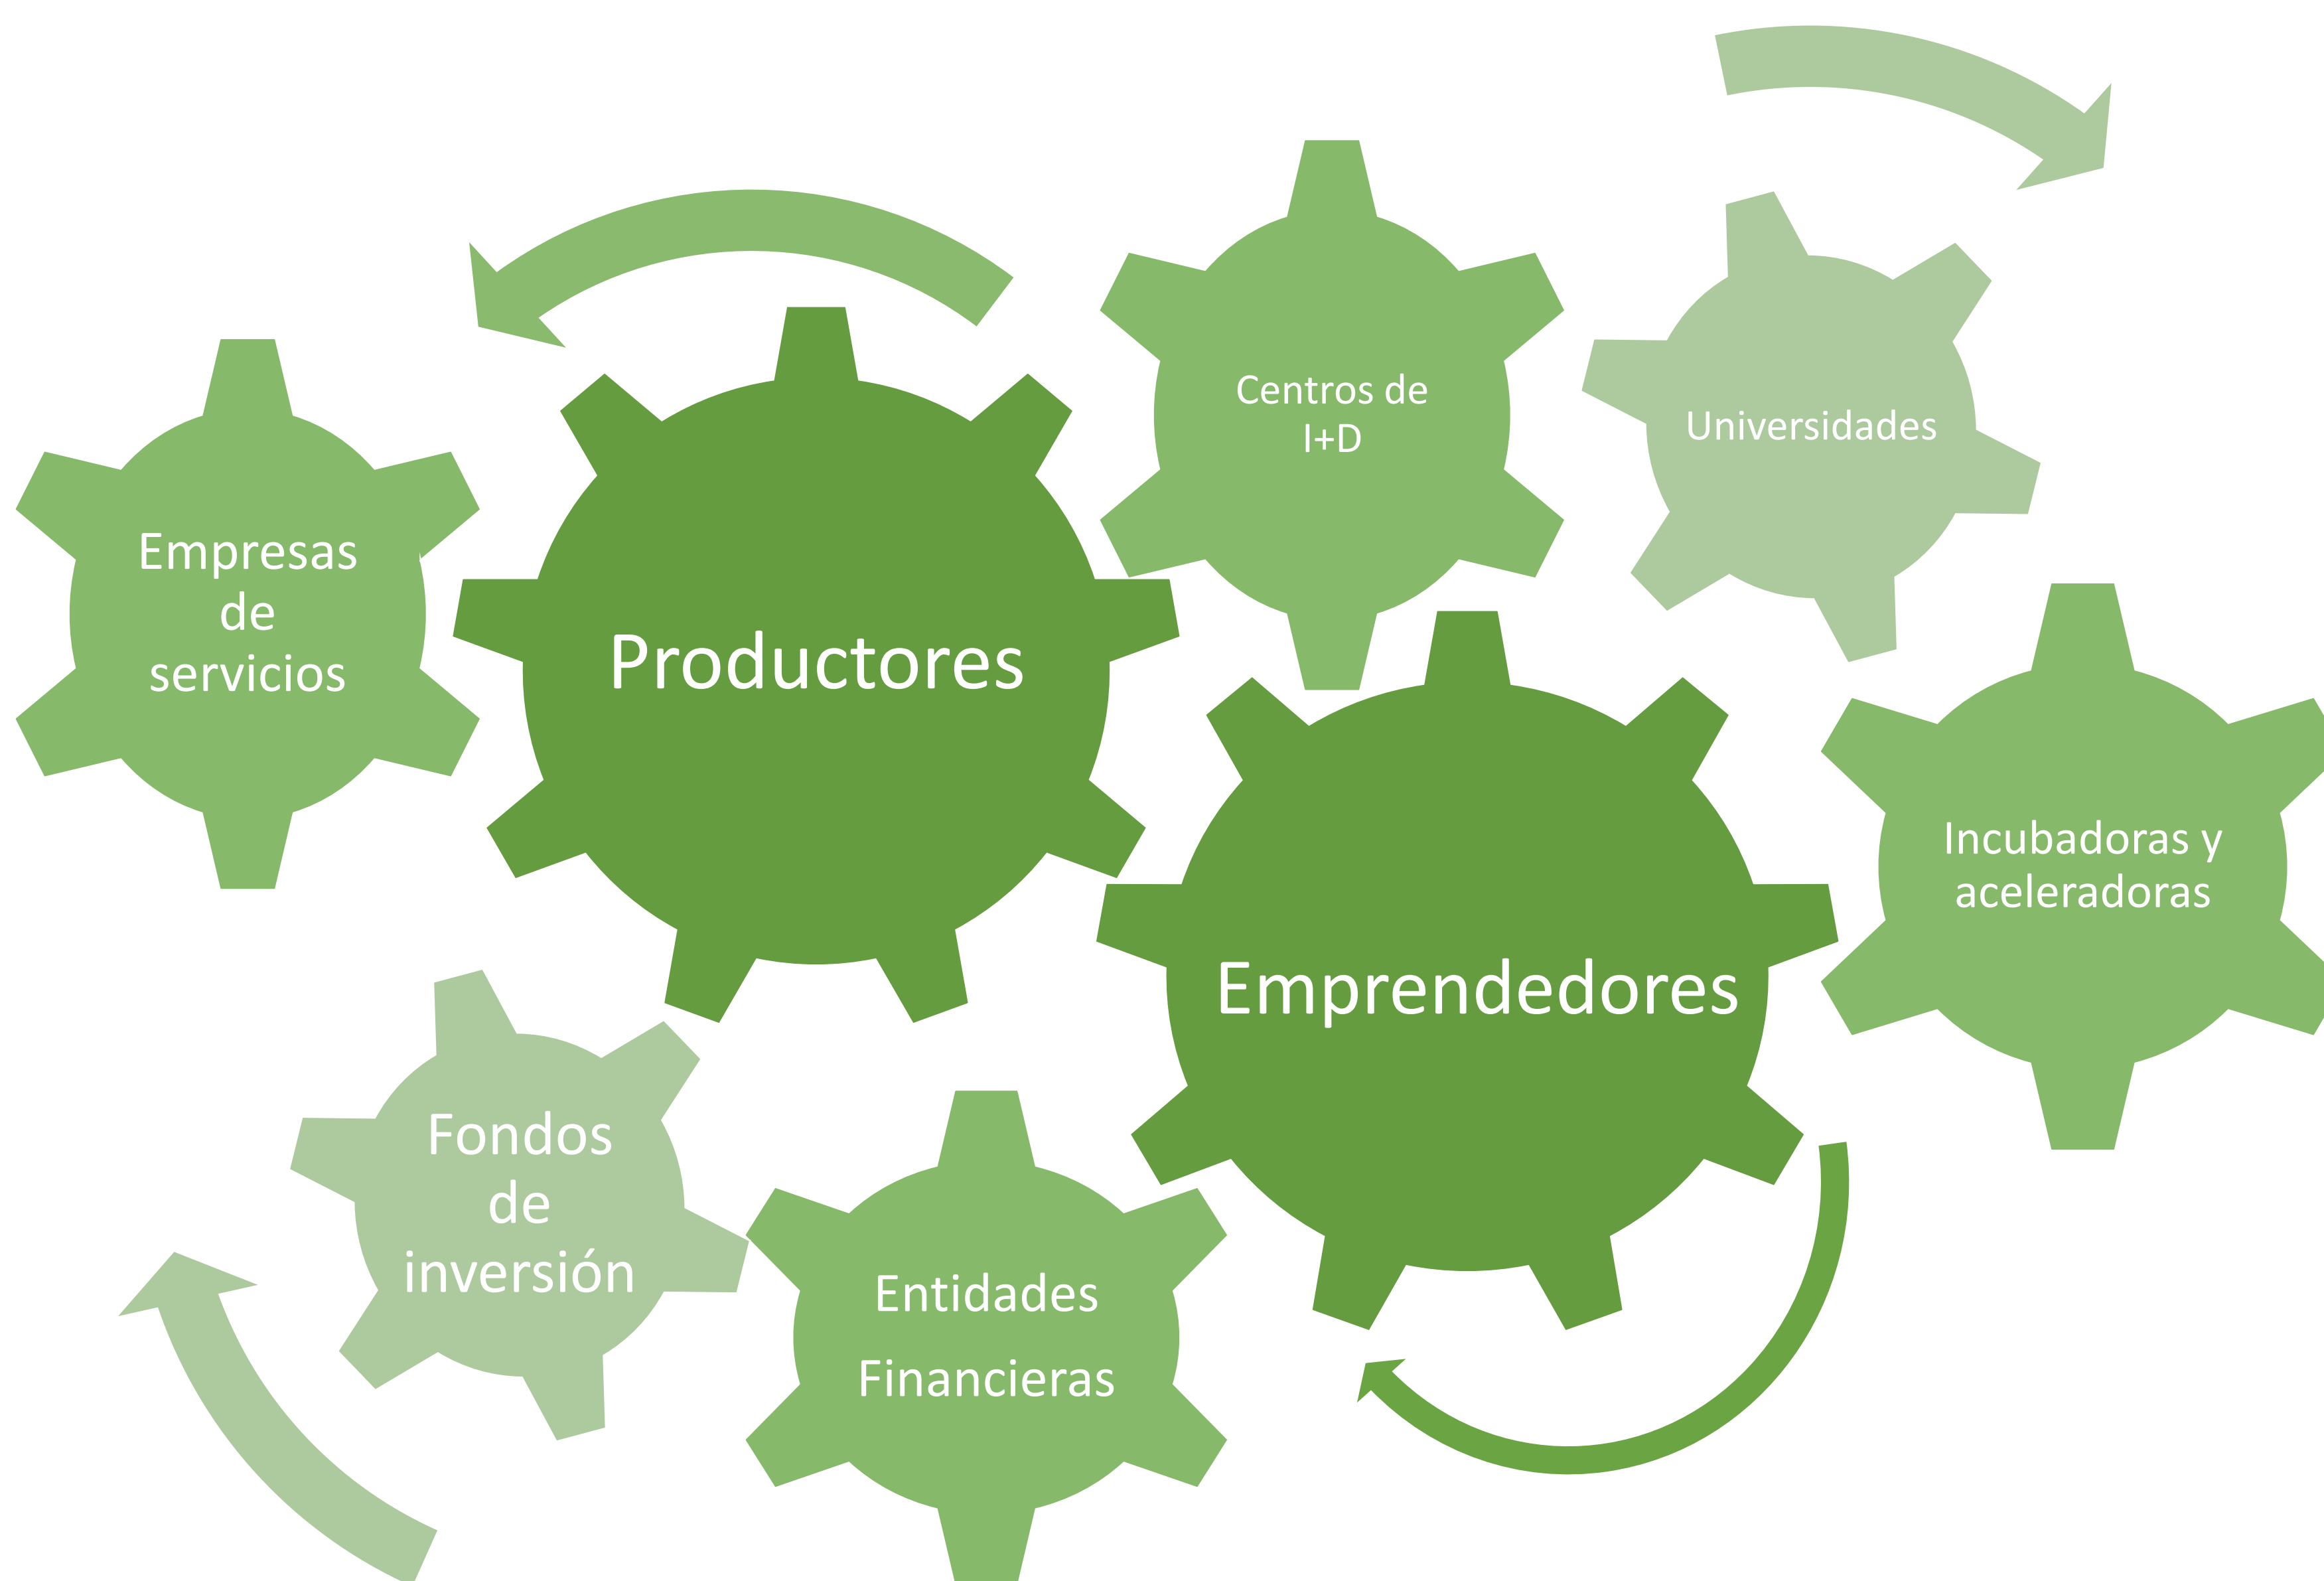 Centros de
I+D
Universidades
Empresas
de
servicios
Productores
Incubadoras y
aceleradoras
Emprendedores
Fondos
de
inversión
Entidades
Financieras